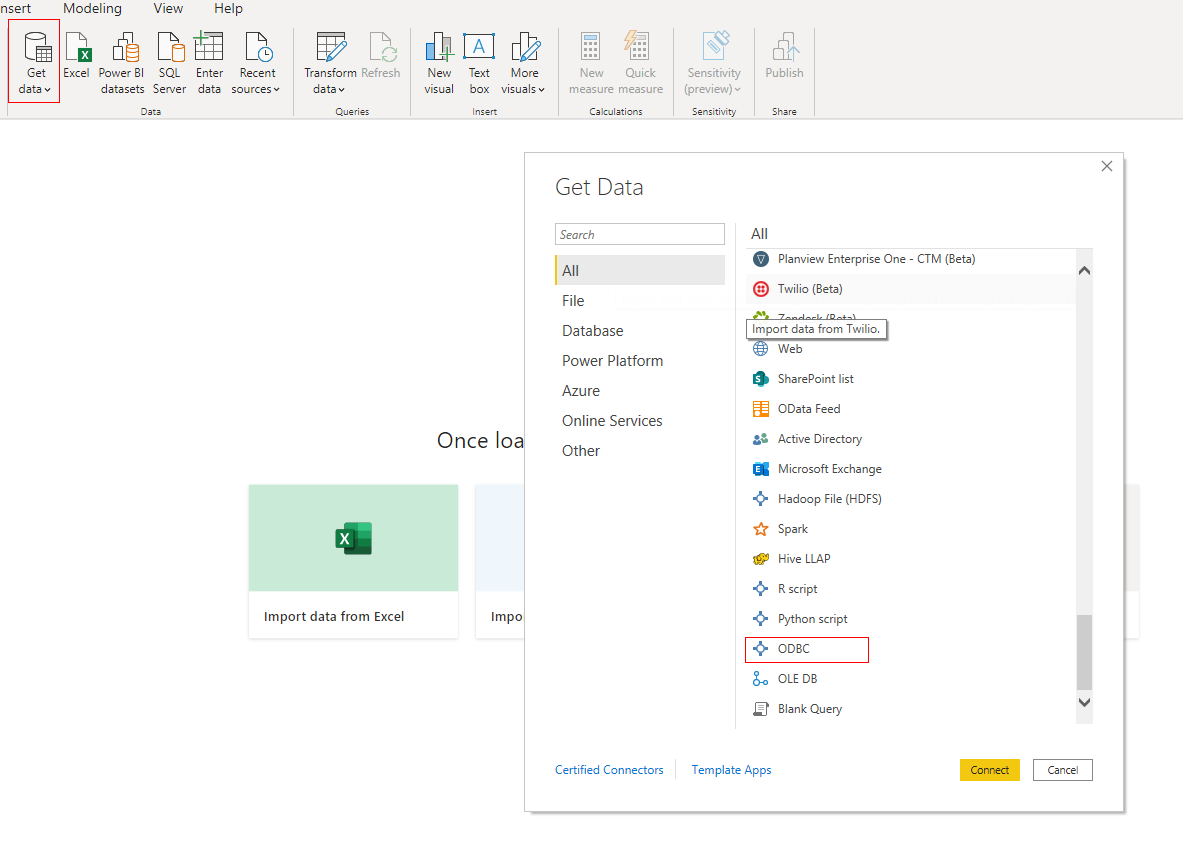 nsert Modeling View Help
Get data
Excel
Power BI datasets
SQL Server
Enter data
Recent sources
Transform data
Refresh
New visual
Text box
More visuals
New measure
Quick measure
Sensitivity (preview)
Publish
Data
Queries
Insert
Calculations
Sensitivity
Share
Get Data
Search
All
File
Database
Power Platform
Azure
Online Services
Other
All
Planview Enterprise One - CTM (Beta)
Twilio (Beta)
Zendesk (Beta)
Import data from Twilio.
Web
SharePoint list
OData Feed
Active Directory
Microsoft Exchange
Hadoop File (HDFS)
Spark
Hive LLAP
R script
Python script
ODBC
OLE DB
Blank Query
Certified Connectors
Template Apps
Connect
Cancel
Once loa
Import data from Excel
Impo